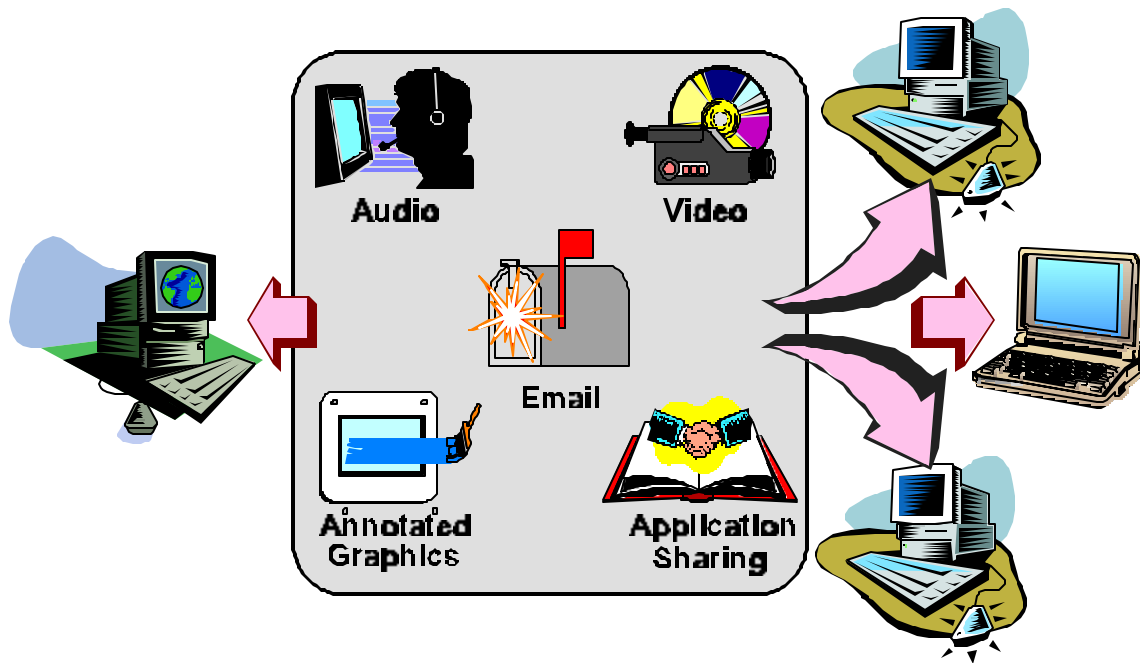 Audio
Video
Email
Annotated
Graphics
Application
Sharing